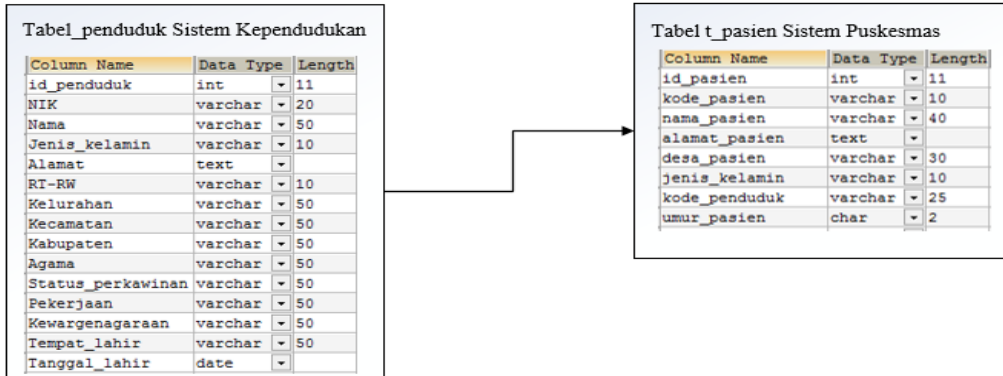 Tabel_penduduk Sistem Kependudukan
Column Name Data Type Length
id_penduduk int 11
NIK varchar 20
Nama varchar 50
Jenis_kelamin varchar 10
Alamat text
RT-RW varchar 10
Kelurahan varchar 50
Kecamatan varchar 50
Kabupaten varchar 50
Agama varchar 50
Status_perkawinan varchar 50
Pekerjaan varchar 50
Kewargenagaraan varchar 50
Tempat_lahir varchar 50
Tanggal_lahir date
Tabel t_pasien Sistem Puskesmas
Column Name Data Type Length
id_pasien int 11
kode_pasien varchar 10
nama_pasien varchar 40
alamat_pasien text
desa_pasien varchar 30
jenis_kelamin varchar 10
kode_penduduk varchar 25
umur_pasien char 2